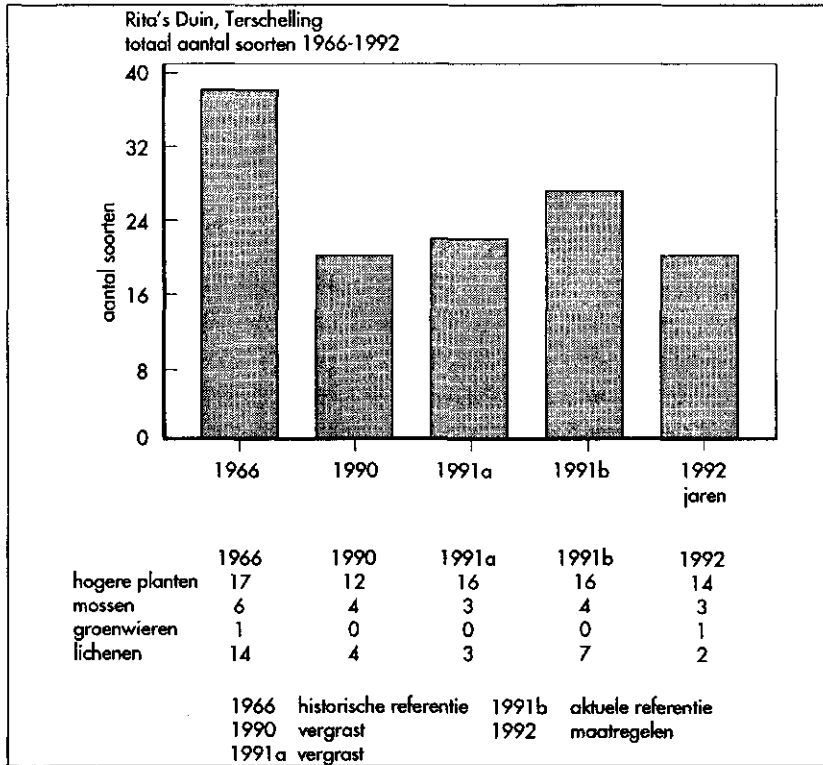 Rita's Duin, Terschelling
totaal aantal soorten 1966-1992
40
32
24
16
8
0
aantal soorten
1966 1990 1991a 1991b 1992
jaren
1966 1990 1991a 1991b 1992
hogere planten 17 12 16 16 14
mossen 6 4 3 4 3
groenwieren 1 0 0 0 1
lichenen 14 4 3 7 2
1966 historische referentie 1991b aktuele referentie
1990 vergrast 1992 maatregelen
1991a vergrast